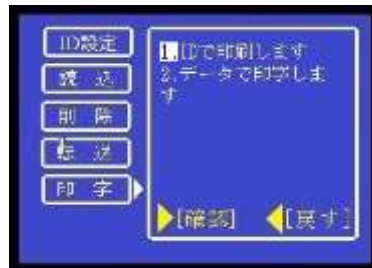 ID設定
読 込
削 除
転 送
印 字
1.IDで印刷します
2.データで印字しま
す
[確認]
[戻す]